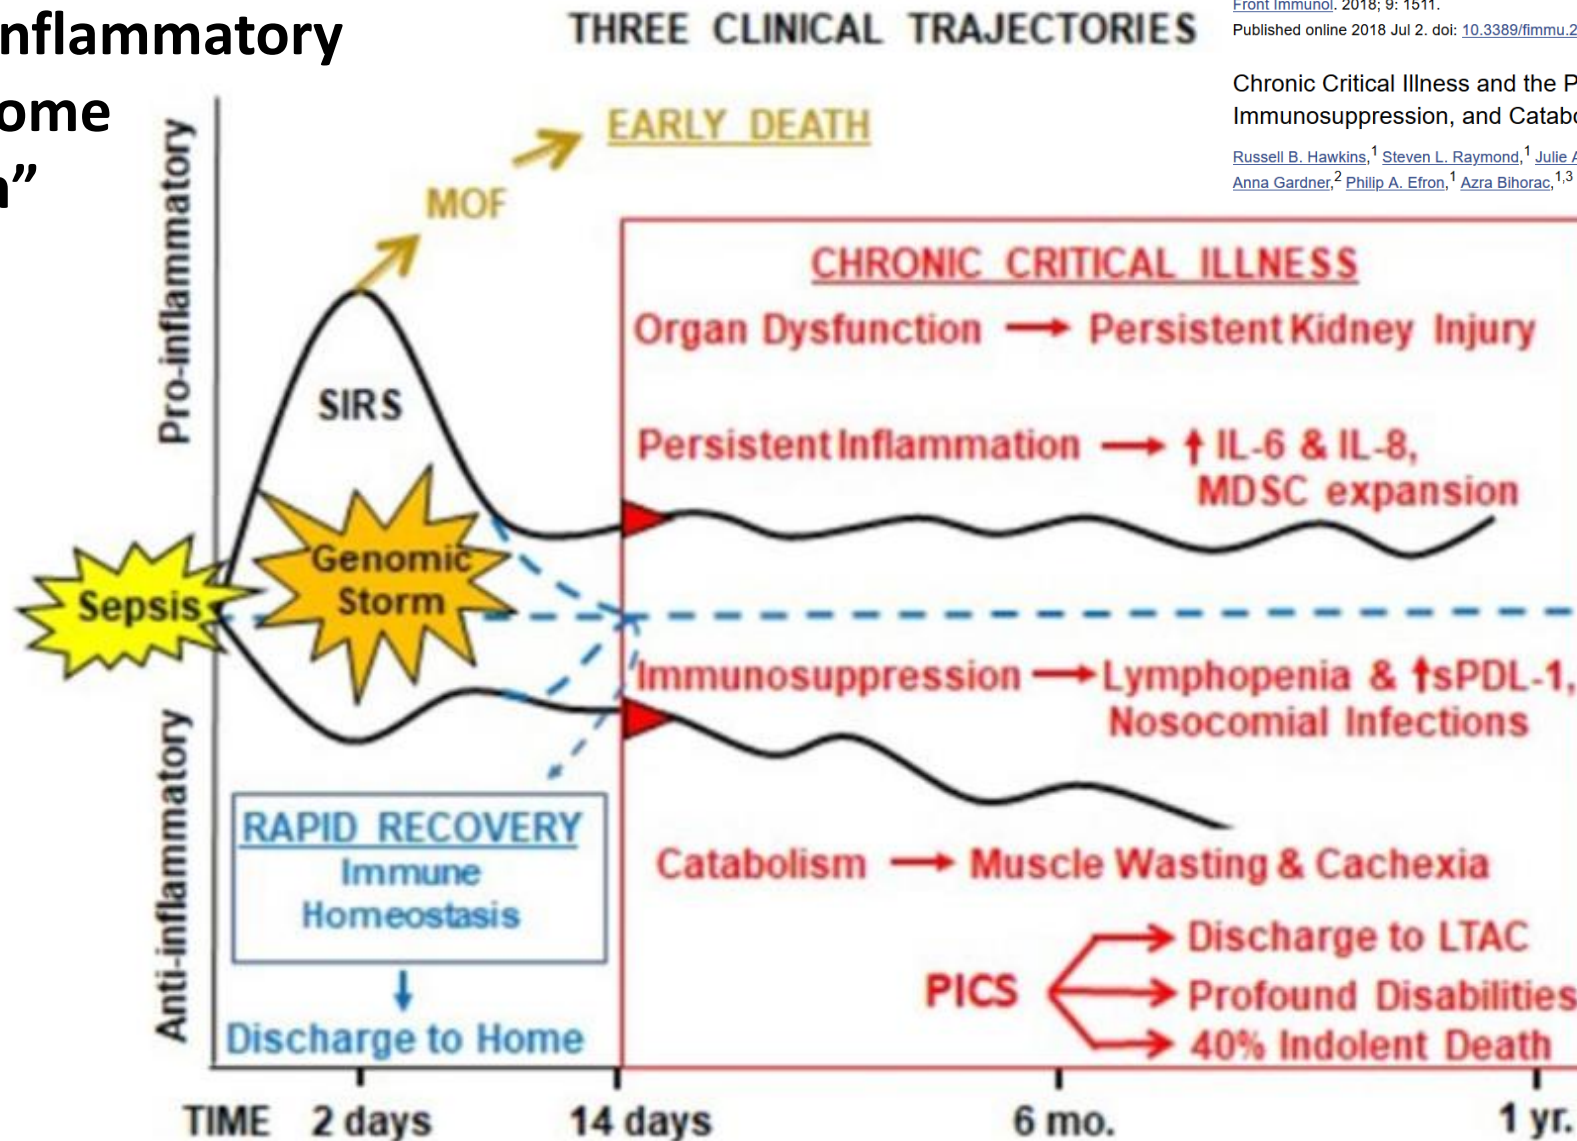 nflammatory
ome
n”
THREE CLINICAL TRAJECTORIES
Front Immunol. 2018; 9: 1511.
Published online 2018 Jul 2. doi: 10.3389/fimmu.2
Chronic Critical Illness and the P
Immunosuppression, and Catabo
Russell B. Hawkins,1 Steven L. Raymond,1 Julie A
Anna Gardner,2 Philip A. Efron,1 Azra Bihorac,1,3
Pro-inflammatory
EARLY DEATH
MOF
SIRS
CHRONIC CRITICAL ILLNESS
Organ Dysfunction → Persistent Kidney Injury
Persistent Inflammation → ↑ IL-6 & IL-8,
MDSC expansion
Genomic
Storm
Sepsis
Immunosuppression → Lymphopenia & ↑sPDL-1,
Nosocomial Infections
Anti-inflammatory
RAPID RECOVERY
Immune
Homeostasis
Discharge to Home
Catabolism → Muscle Wasting & Cachexia
PICS
Discharge to LTAC
Profound Disabilities
40% Indolent Death
TIME 2 days 14 days 6 mo. 1 yr.